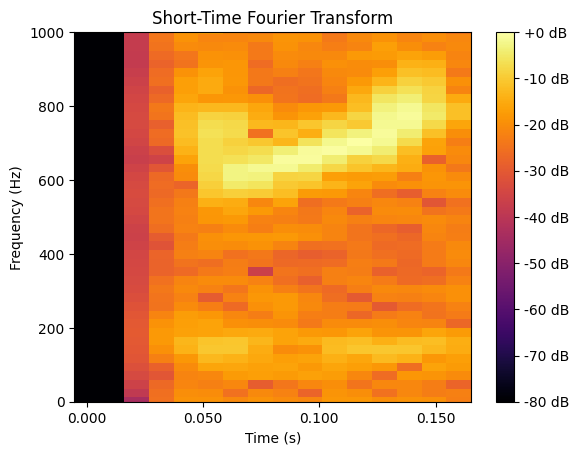 Short-Time Fourier Transform
1000
800
600
400
200
0
Frequency (Hz)
0.000
0.050
0.100
0.150
Time (s)
+0 dB
-10 dB
-20 dB
-30 dB
-40 dB
-50 dB
-60 dB
-70 dB
-80 dB